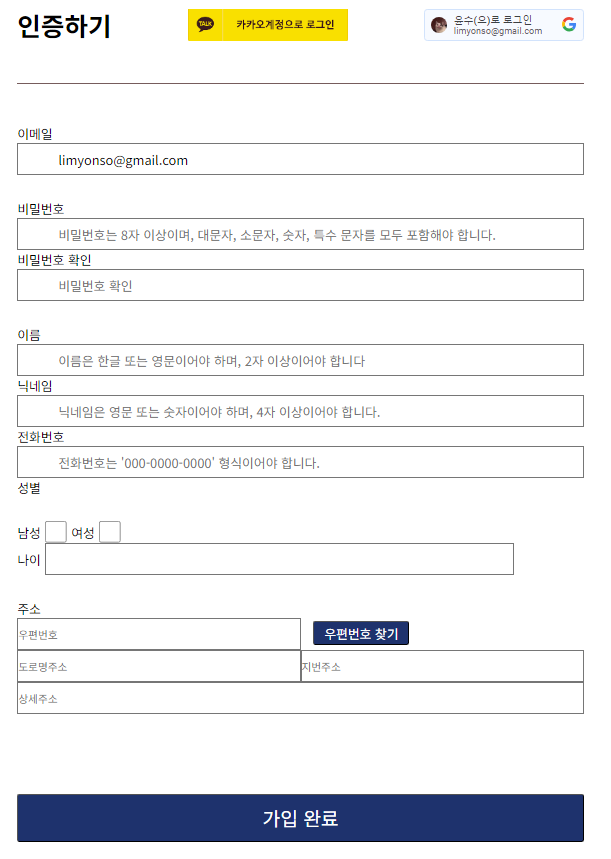 인증하기
TALK 카카오계정으로 로그인
윤수(으)로 로그인
limyonso@gmail.com
이메일
limyonso@gmail.com
비밀번호
비밀번호는 8자 이상이며, 대문자, 소문자, 숫자, 특수 문자를 모두 포함해야 합니다.
비밀번호 확인
비밀번호 확인
이름
이름은 한글 또는 영문이어야 하며, 2자 이상이어야 합니다
닉네임
닉네임은 영문 또는 숫자이어야 하며, 4자 이상이어야 합니다.
전화번호
전화번호는 '000-0000-0000' 형식이어야 합니다.
성별
남성 여성
나이
주소
우편번호 우편번호 찾기
도로명주소 지번주소
상세주소
가입 완료